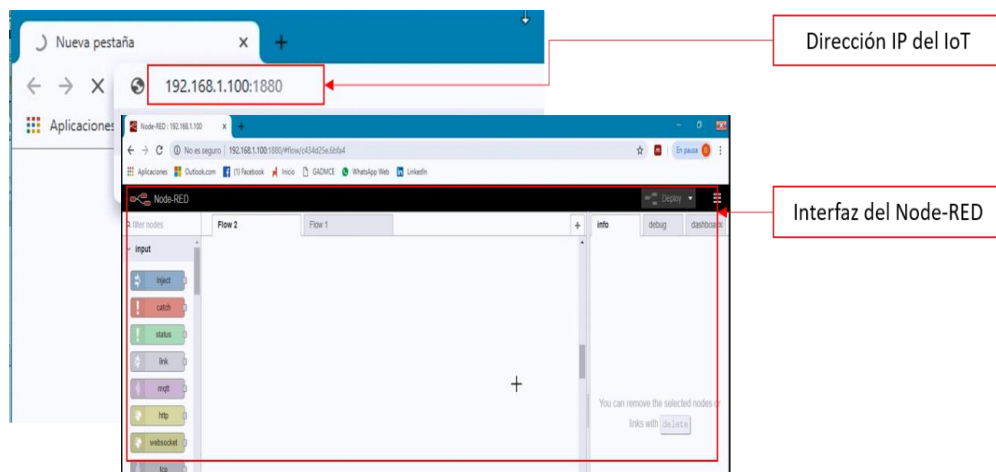 Nueva pestaña
192.168.1.100:1880
Aplicaciones
Dirección IP del IoT
Node-RED : 192.168.1.100
No es seguro | 192.168.1.100:1880/#flow/c434d25e.6bfa4
En pausa
Aplicaciones Outlook.com (1) Facebook Inicio GADMCE WhatsApp Web LinkedIn
Node-RED
Deploy
Interfaz del Node-RED
filter nodes
Flow 2
Flow 1
info
debug
dashboard
input
inject
catch
status
link
mqtt
http
websocket
tcp
You can remove the selected nodes or
links with delete